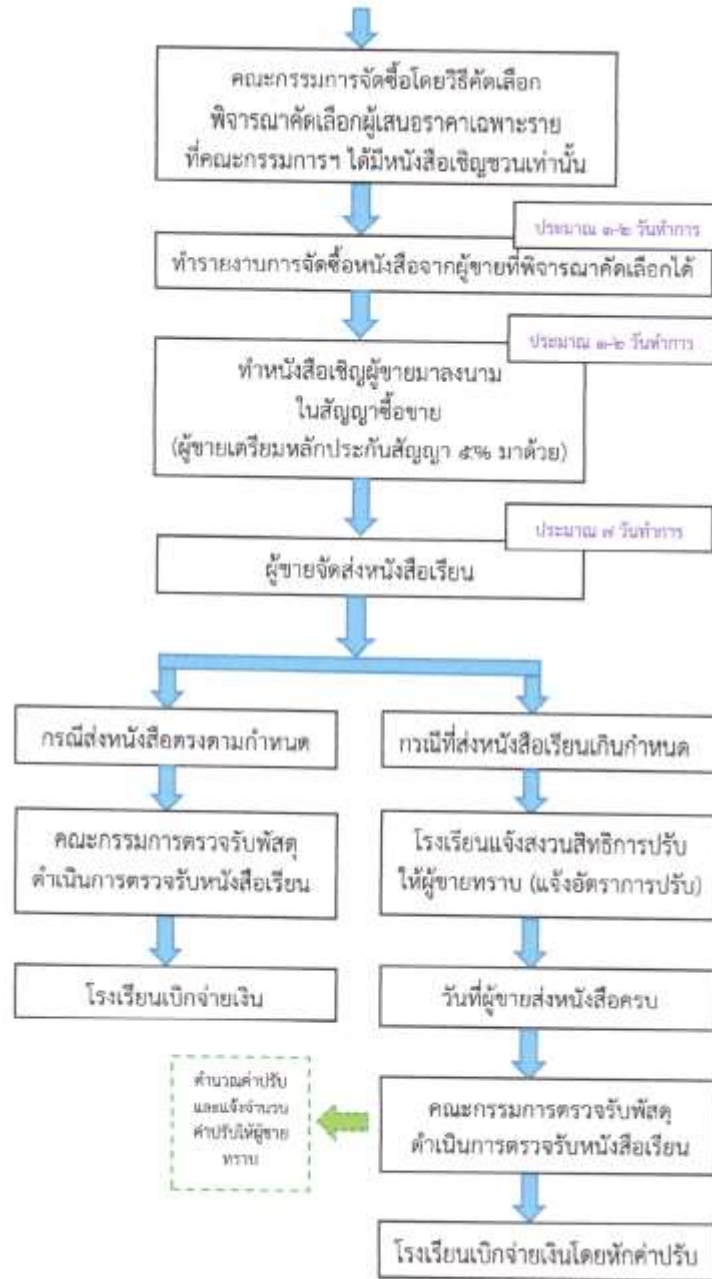 คณะกรรมการจัดซื้อโดยวิธีคัดเลือก
พิจารณาคัดเลือกผู้เสนอราคาเฉพาะราย
ที่คณะกรรมการฯ ได้มีหนังสือเชิญชวนเท่านั้น
ประมาณ ๑-๒ วันทำการ
ทำรายงานการจัดซื้อหนังสือจากผู้ขายที่พิจารณาคัดเลือกได้
ประมาณ ๑-๒ วันทำการ
ทำหนังสือเชิญผู้ขายมาลงนาม
ในสัญญาซื้อขาย
(ผู้ขายเตรียมหลักประกันสัญญา ๕% มาด้วย)
ประมาณ ๗ วันทำการ
ผู้ขายจัดส่งหนังสือเรียน
กรณีส่งหนังสือตรงตามกำหนด
คณะกรรมการตรวจรับพัสดุ
ดำเนินการตรวจรับหนังสือเรียน
โรงเรียนเบิกจ่ายเงิน
กรณีที่ส่งหนังสือเรียนเกินกำหนด
โรงเรียนแจ้งสงวนสิทธิการปรับ
ให้ผู้ขายทราบ (แจ้งอัตราการปรับ)
วันที่ผู้ขายส่งหนังสือครบ
คณะกรรมการตรวจรับพัสดุ
ดำเนินการตรวจรับหนังสือเรียน
คำนวณค่าปรับ
และแจ้งจำนวน
ค่าปรับให้ผู้ขาย
ทราบ
โรงเรียนเบิกจ่ายเงินโดยหักค่าปรับ